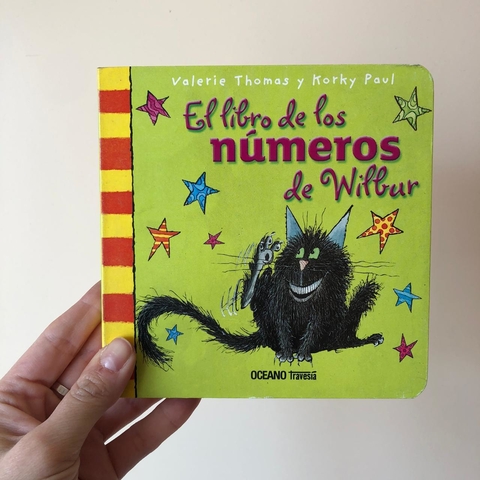 Valerie Thomas y Korky Paul
El libro de los
números
de Wilbur
OCEANO Travesía